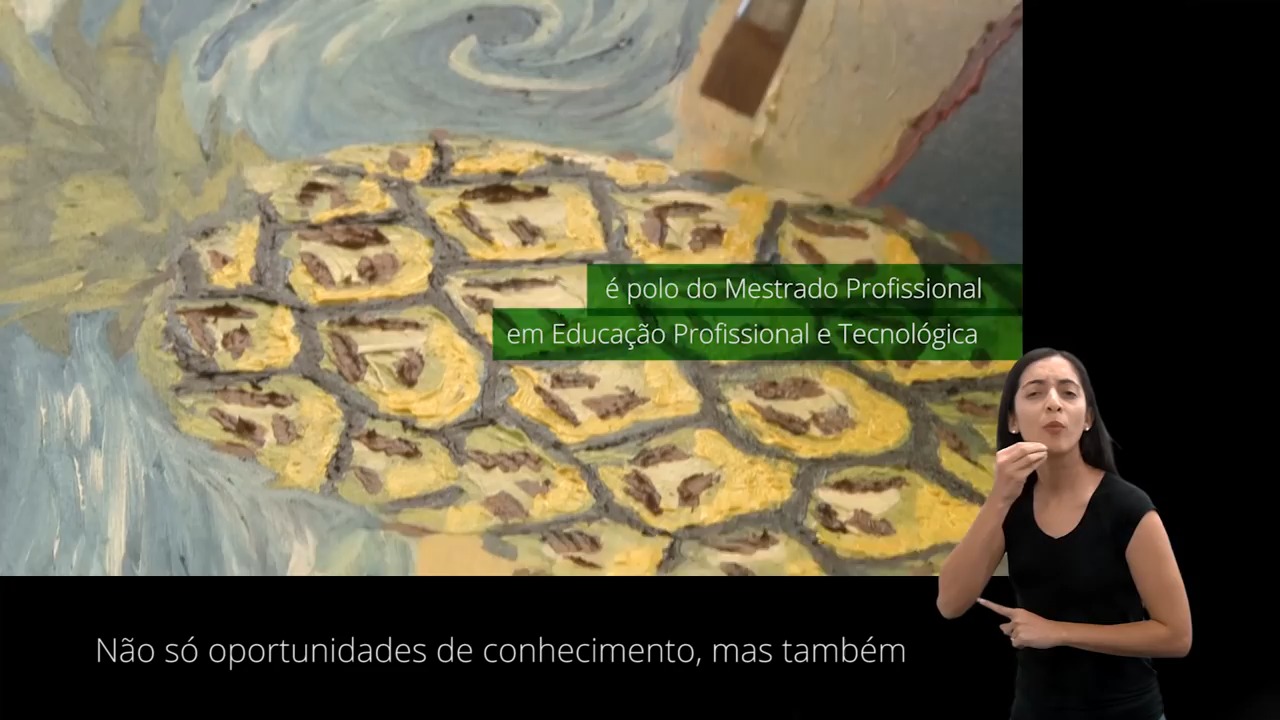 é polo do Mestrado Profissional
em Educação Profissional e Tecnológica
Não só oportunidades de conhecimento, mas também